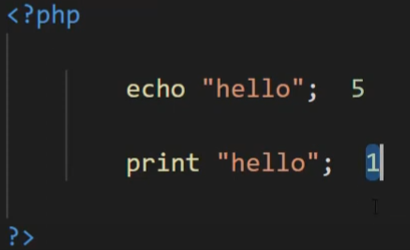 <?php
echo "hello";  5
print "hello";  1
?>